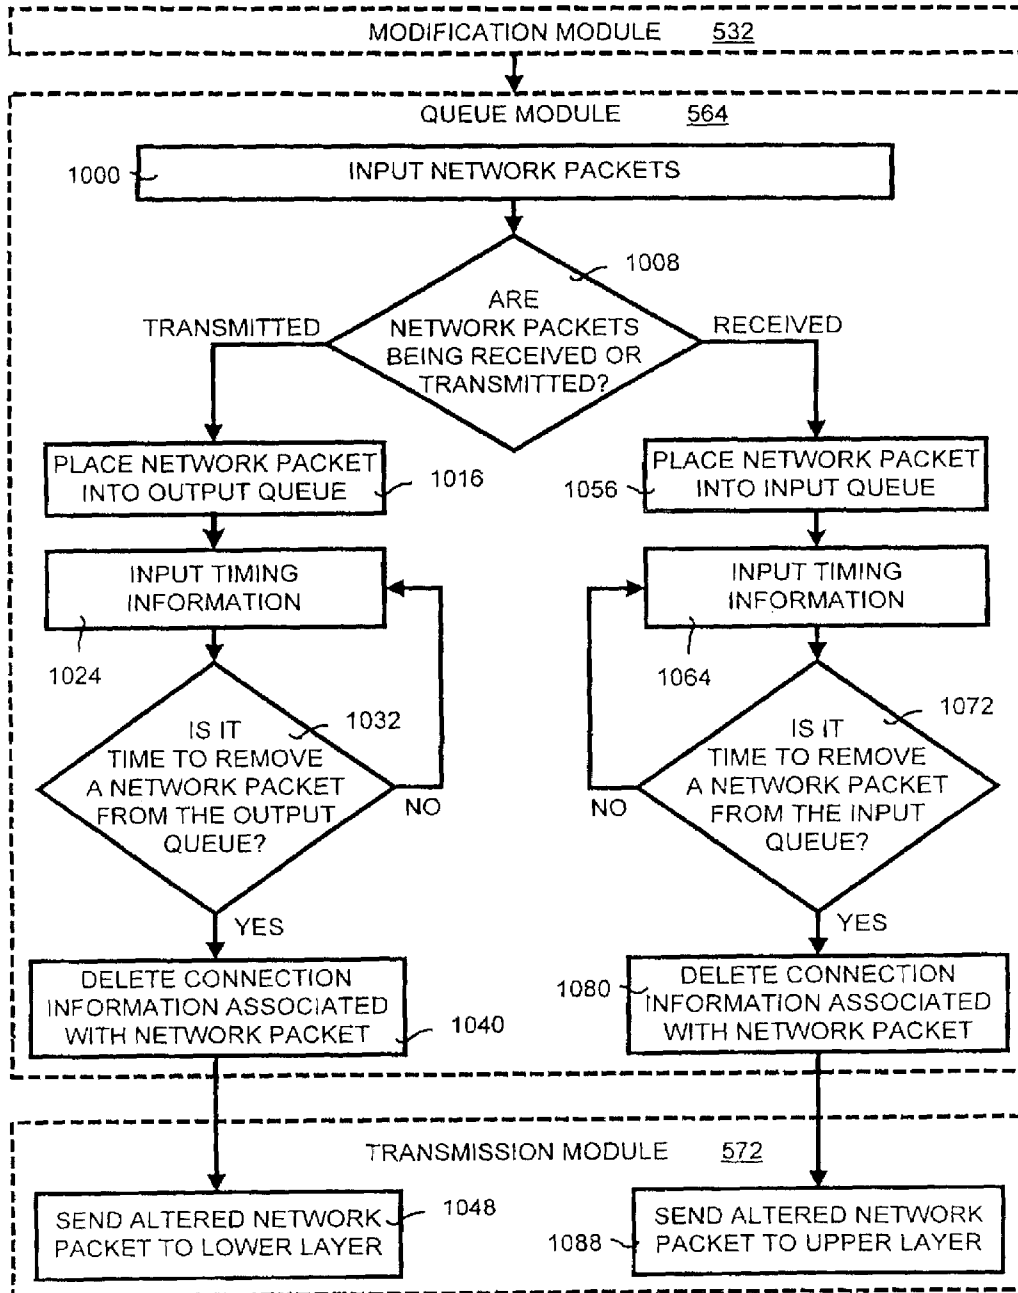 MODIFICATION MODULE 532
QUEUE MODULE 564
1000
INPUT NETWORK PACKETS
1008
ARE
NETWORK PACKETS
BEING RECEIVED OR
TRANSMITTED?
TRANSMITTED
RECEIVED
PLACE NETWORK PACKET
INTO OUTPUT QUEUE
1016
INPUT TIMING
INFORMATION
1024
IS IT
TIME TO REMOVE
A NETWORK PACKET
FROM THE OUTPUT
QUEUE?
1032
NO
YES
DELETE CONNECTION
INFORMATION ASSOCIATED
WITH NETWORK PACKET
1040
PLACE NETWORK PACKET
INTO INPUT QUEUE
1056
INPUT TIMING
INFORMATION
1064
IS IT
TIME TO REMOVE
A NETWORK PACKET
FROM THE INPUT
QUEUE?
1072
NO
YES
DELETE CONNECTION
INFORMATION ASSOCIATED
WITH NETWORK PACKET
1080
TRANSMISSION MODULE 572
SEND ALTERED NETWORK
PACKET TO LOWER LAYER
1048
SEND ALTERED NETWORK
PACKET TO UPPER LAYER
1088